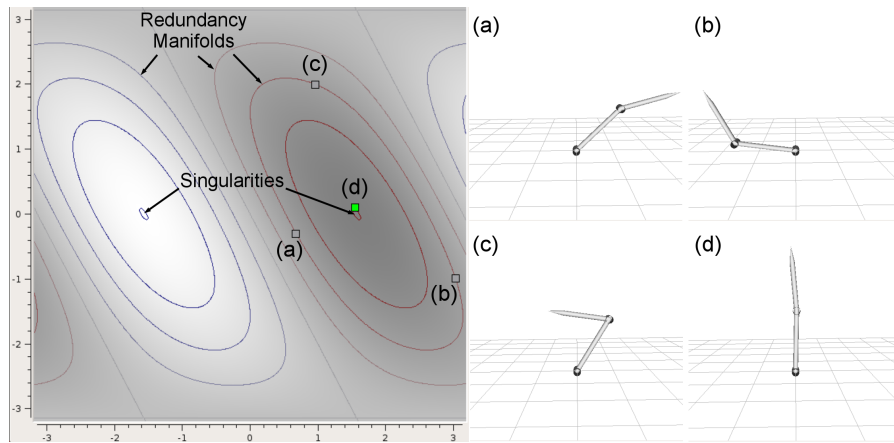 Redundancy
Manifolds
(c)
Singularities
(d)
(a)
(b)
3
2
1
0
-1
-2
-3
-3
-2
-1
0
1
2
3
(a)
(b)
(c)
(d)